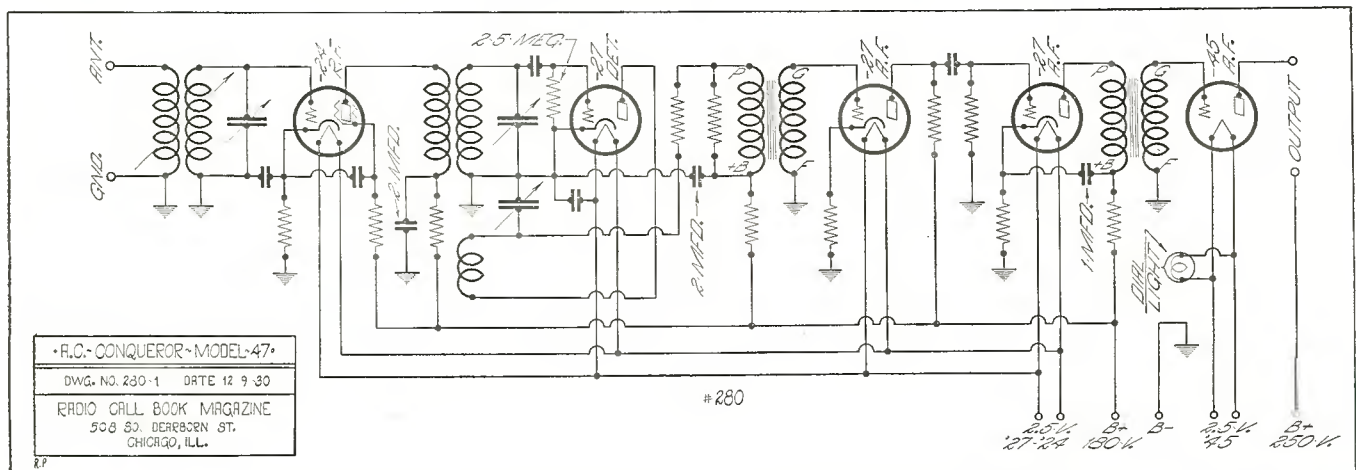 ANT.
GND.
-24
R.F.
2-5-MEG.
-27
DET.
.2 MFD.
2 MFD.
P
+B
G
F
-27
A.F.
-27
A.F.
1 MFD.
P
+B
G
F
-45
A.F.
OUTPUT
DIAL
LIGHT
•A.C.-CONQUEROR-MODEL-47•
DWG. NO. 280-1 DATE 12 9-30
RADIO CALL BOOK MAGAZINE
508 SO. DEARBORN ST.
CHICAGO, ILL.
R.P
#280
2.5-V.
'27-'24
B+
180-V.
B-
2.5-V.
'45
B+
250-V.